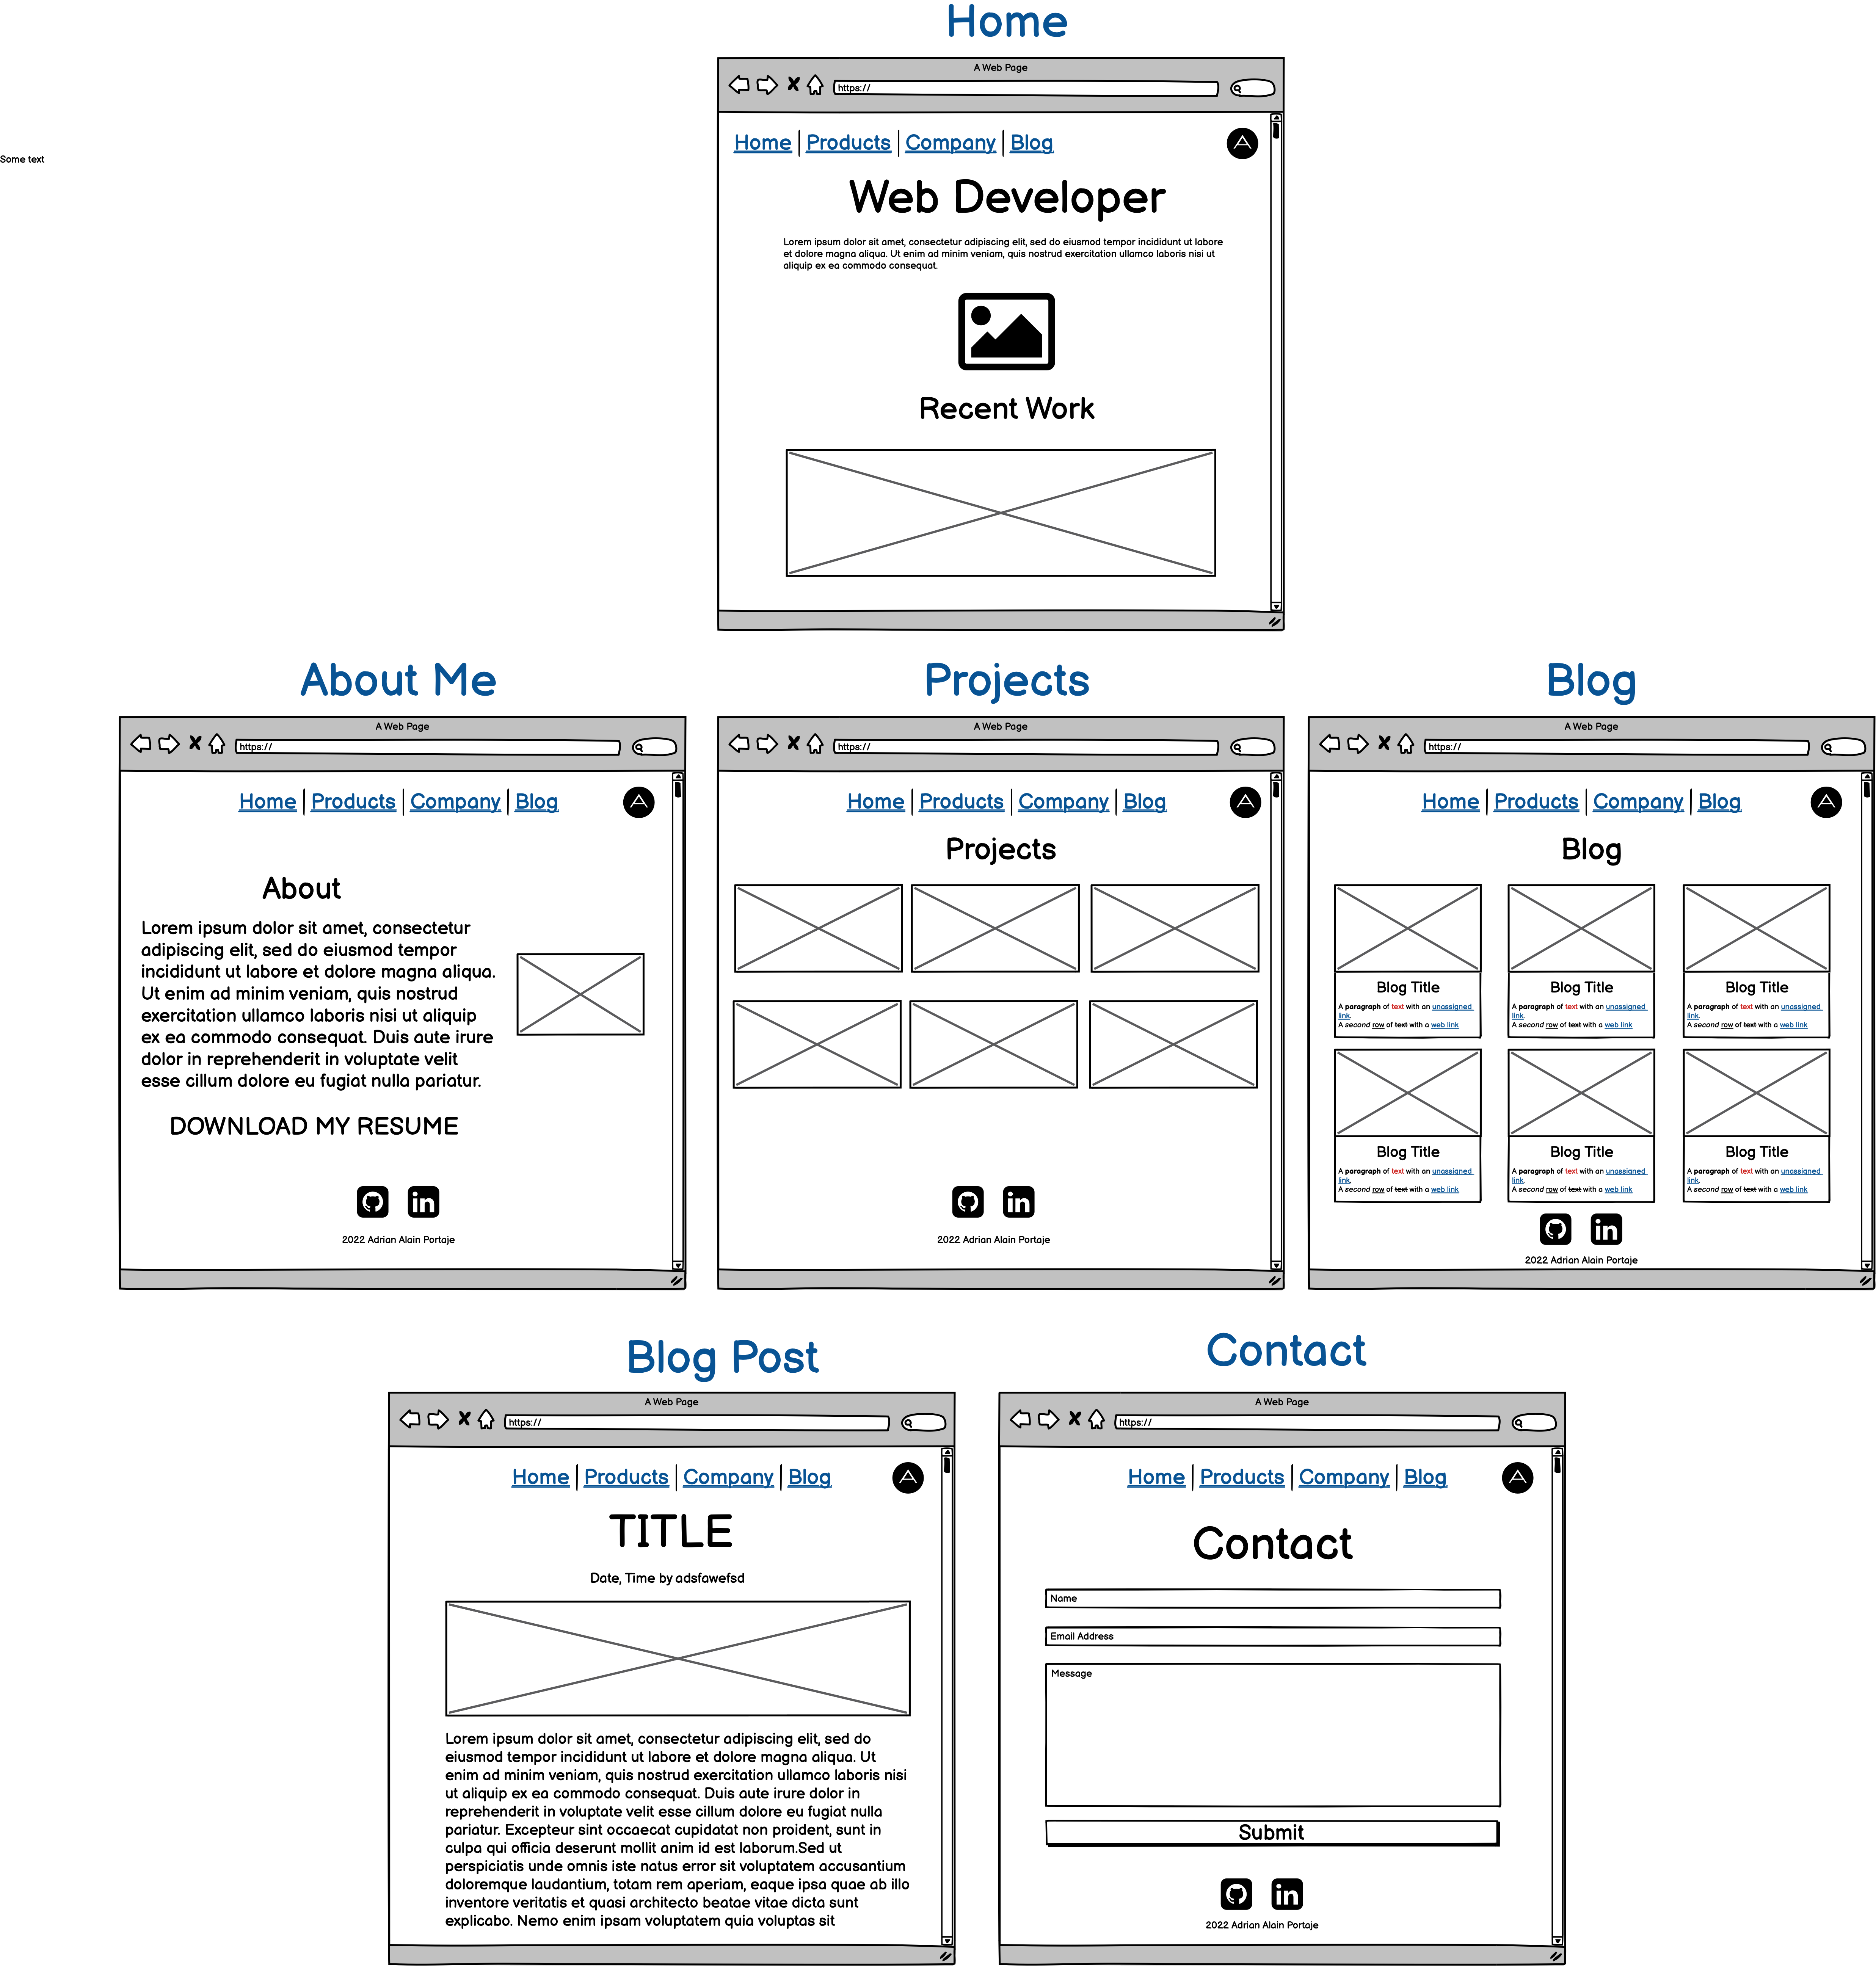 Home
A Web Page
https://
Some text
Home | Products | Company | Blog
A
Web Developer
Lorem ipsum dolor sit amet, consectetur adipiscing elit, sed do eiusmod tempor incididunt ut labore
et dolore magna aliqua. Ut enim ad minim veniam, quis nostrud exercitation ullamco laboris nisi ut
aliquip ex ea commodo consequat.
Recent Work
About Me
A Web Page
https://
Home | Products | Company | Blog
A
About
Lorem ipsum dolor sit amet, consectetur
adipiscing elit, sed do eiusmod tempor
incididunt ut labore et dolore magna aliqua.
Ut enim ad minim veniam, quis nostrud
exercitation ullamco laboris nisi ut aliquip
ex ea commodo consequat. Duis aute irure
dolor in reprehenderit in voluptate velit
esse cillum dolore eu fugiat nulla pariatur.
DOWNLOAD MY RESUME
in
2022 Adrian Alain Portaje
Projects
A Web Page
https://
Home | Products | Company | Blog
A
Projects
in
2022 Adrian Alain Portaje
Blog
A Web Page
https://
Home | Products | Company | Blog
A
Blog
Blog Title
A paragraph of text with an unassigned
link.
A second row of text with a web link
Blog Title
A paragraph of text with an unassigned
link.
A second row of text with a web link
Blog Title
A paragraph of text with an unassigned
link.
A second row of text with a web link
Blog Title
A paragraph of text with an unassigned
link.
A second row of text with a web link
Blog Title
A paragraph of text with an unassigned
link.
A second row of text with a web link
Blog Title
A paragraph of text with an unassigned
link.
A second row of text with a web link
in
2022 Adrian Alain Portaje
Blog Post
A Web Page
https://
Home | Products | Company | Blog
A
TITLE
Date, Time by adsfawefsd
Lorem ipsum dolor sit amet, consectetur adipiscing elit, sed do
eiusmod tempor incididunt ut labore et dolore magna aliqua. Ut
enim ad minim veniam, quis nostrud exercitation ullamco laboris nisi
ut aliquip ex ea commodo consequat. Duis aute irure dolor in
reprehenderit in voluptate velit esse cillum dolore eu fugiat nulla
pariatur. Excepteur sint occaecat cupidatat non proident, sunt in
culpa qui officia deserunt mollit anim id est laborum.Sed ut
perspiciatis unde omnis iste natus error sit voluptatem accusantium
doloremque laudantium, totam rem aperiam, eaque ipsa quae ab illo
inventore veritatis et quasi architecto beatae vitae dicta sunt
explicabo. Nemo enim ipsam voluptatem quia voluptas sit
Contact
A Web Page
https://
Home | Products | Company | Blog
A
Contact
Name
Email Address
Message
Submit
in
2022 Adrian Alain Portaje